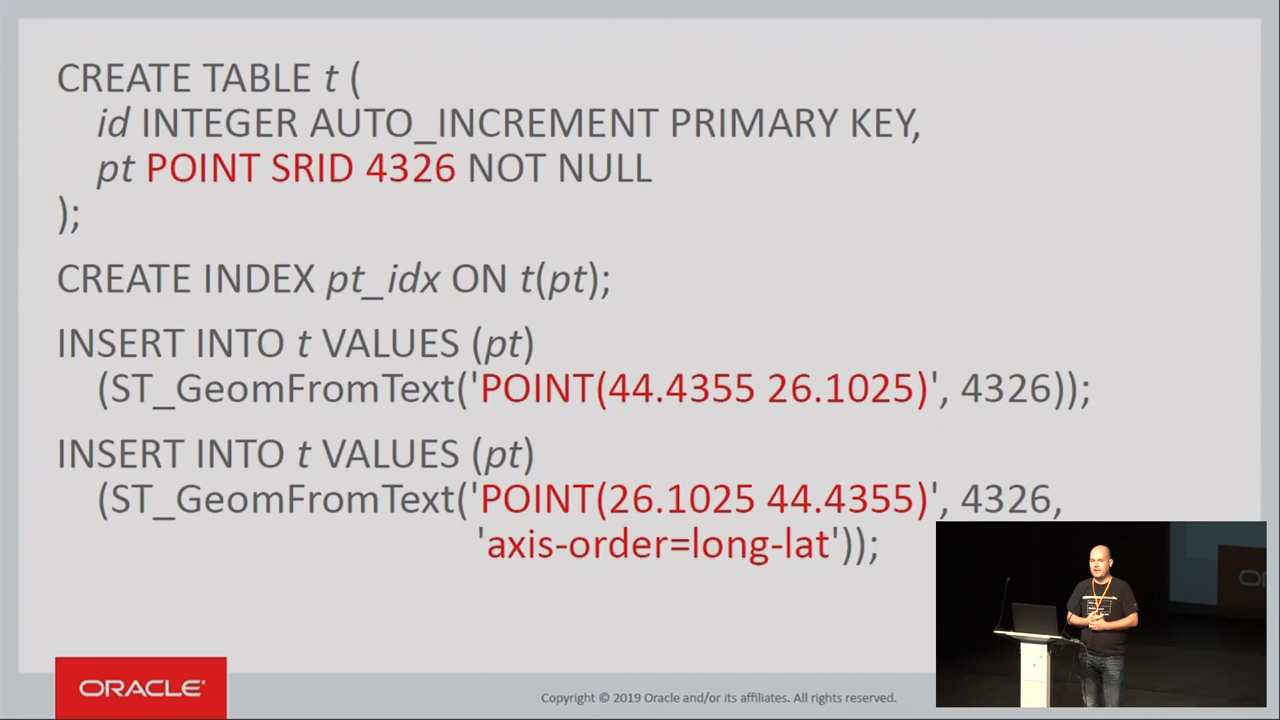 CREATE TABLE t (
id INTEGER AUTO_INCREMENT PRIMARY KEY,
pt POINT SRID 4326 NOT NULL
);
CREATE INDEX pt_idx ON t(pt);
INSERT INTO t VALUES (pt)
(ST_GeomFromText('POINT(44.4355 26.1025)', 4326));
INSERT INTO t VALUES (pt)
(ST_GeomFromText('POINT(26.1025 44.4355)', 4326,
'axis-order=long-lat'));
ORACLE®
Copyright © 2019 Oracle and/or its affiliates. All rights reserved.